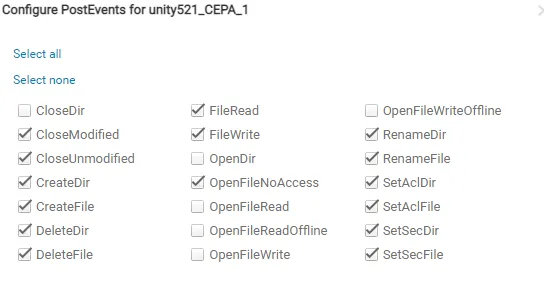 Configure PostEvents for unity521_CEPA_1
Select all
Select none
CloseDir
CloseModified
CloseUnmodified
CreateDir
CreateFile
DeleteDir
DeleteFile
FileRead
FileWrite
OpenDir
OpenFileNoAccess
OpenFileRead
OpenFileReadOffline
OpenFileWrite
OpenFileWriteOffline
RenameDir
RenameFile
SetAclDir
SetAclFile
SetSecDir
SetSecFile